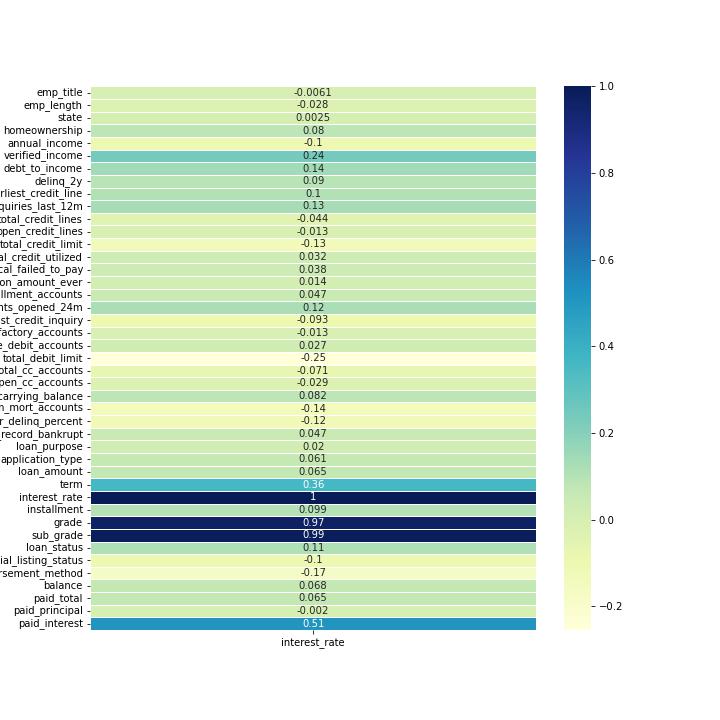 emp_title -0.0061
emp_length -0.028
state 0.0025
homeownership 0.08
annual_income -0.1
verified_income 0.24
debt_to_income 0.14
delinq_2y 0.09
rliest_credit_line 0.1
quiries_last_12m 0.13
total_credit_lines -0.044
open_credit_lines -0.013
total_credit_limit -0.13
al_credit_utilized 0.032
cal_failed_to_pay 0.038
on_amount_ever 0.014
llment_accounts 0.047
nts_opened_24m 0.12
st_credit_inquiry -0.093
factory_accounts -0.013
e_debit_accounts 0.027
total_debit_limit -0.25
otal_cc_accounts -0.071
pen_cc_accounts -0.029
carrying_balance 0.082
n_mort_accounts -0.14
r_delinq_percent -0.12
_record_bankrupt 0.047
loan_purpose 0.02
application_type 0.061
loan_amount 0.065
term 0.36
interest_rate 1
installment 0.099
grade 0.97
sub_grade 0.99
loan_status 0.11
ial_listing_status -0.1
rsement_method -0.17
balance 0.068
paid_total 0.065
paid_principal -0.002
paid_interest 0.51
interest_rate
1.0
0.8
0.6
0.4
0.2
0.0
−0.2